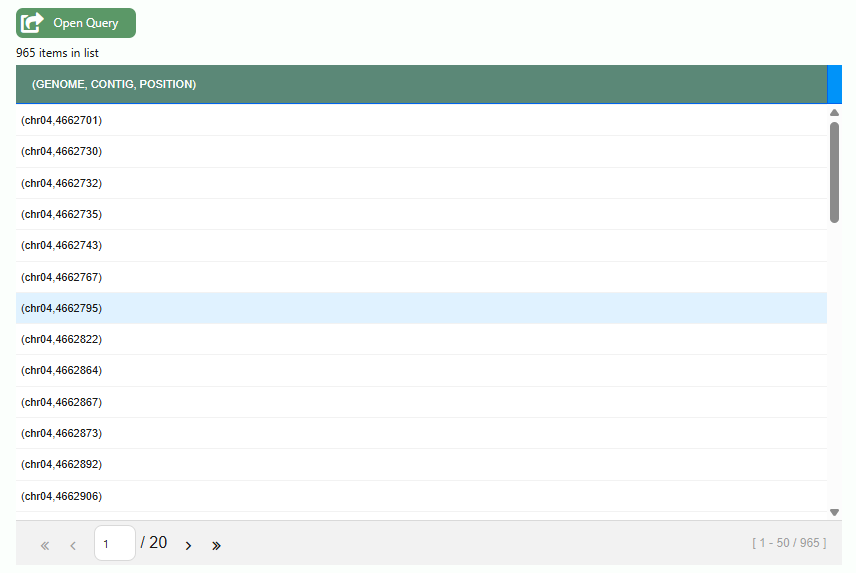 Open Query
965 items in list
(GENOME, CONTIG, POSITION)
(chr04,4662701)
(chr04,4662730)
(chr04,4662732)
(chr04,4662735)
(chr04,4662743)
(chr04,4662767)
(chr04,4662795)
(chr04,4662822)
(chr04,4662864)
(chr04,4662867)
(chr04,4662873)
(chr04,4662892)
(chr04,4662906)
« ‹ 1 / 20 › » [ 1 - 50 / 965 ]